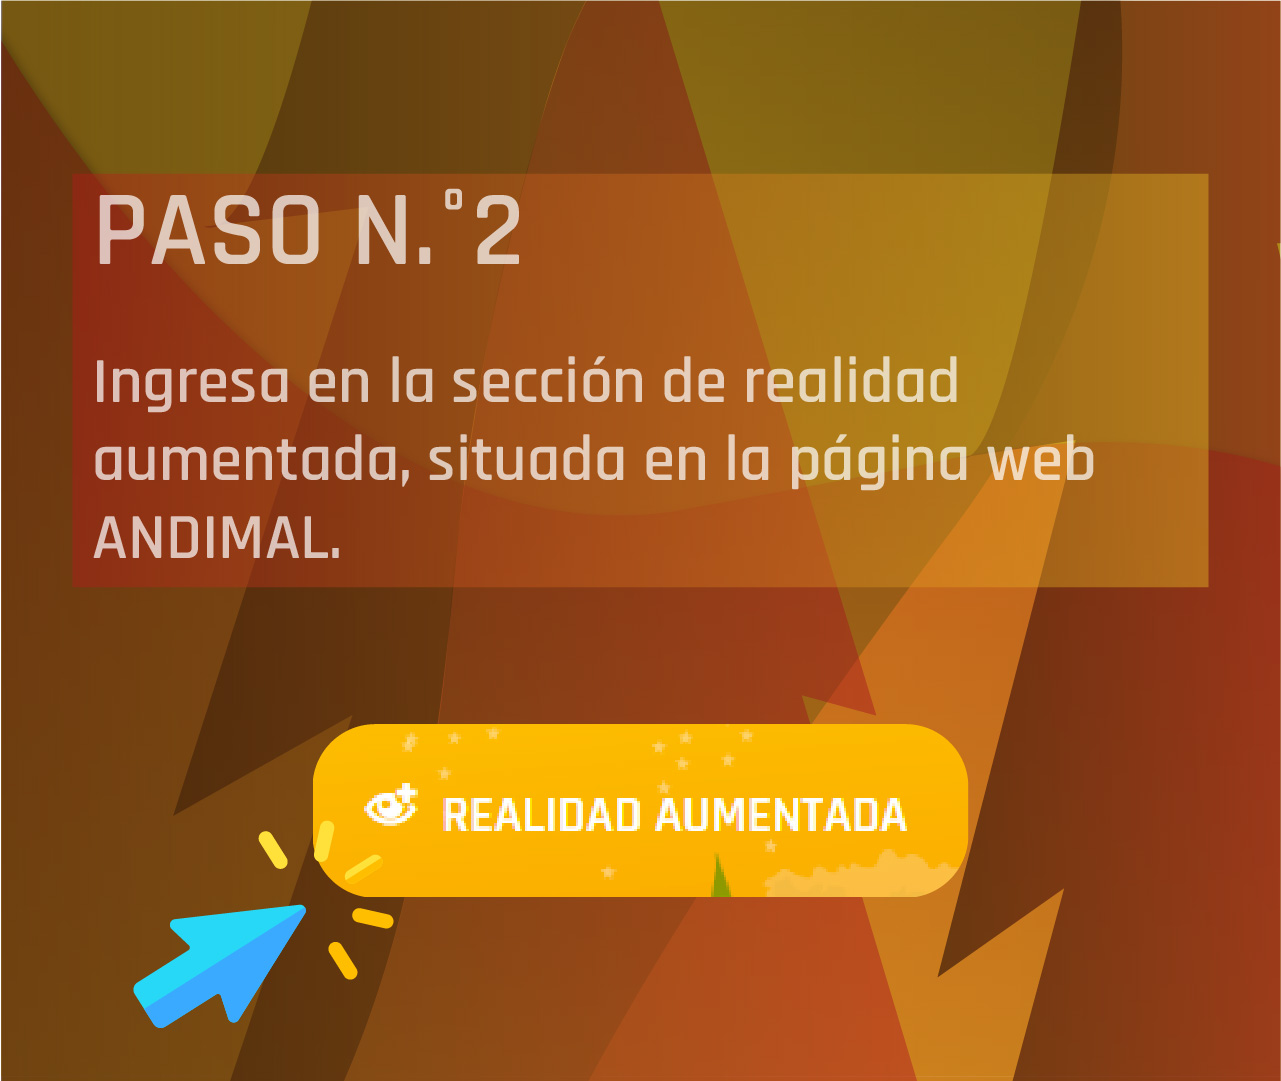 PASO N.°2
Ingresa en la sección de realidad
aumentada, situada en la página web
ANDIMAL.
REALIDAD AUMENTADA